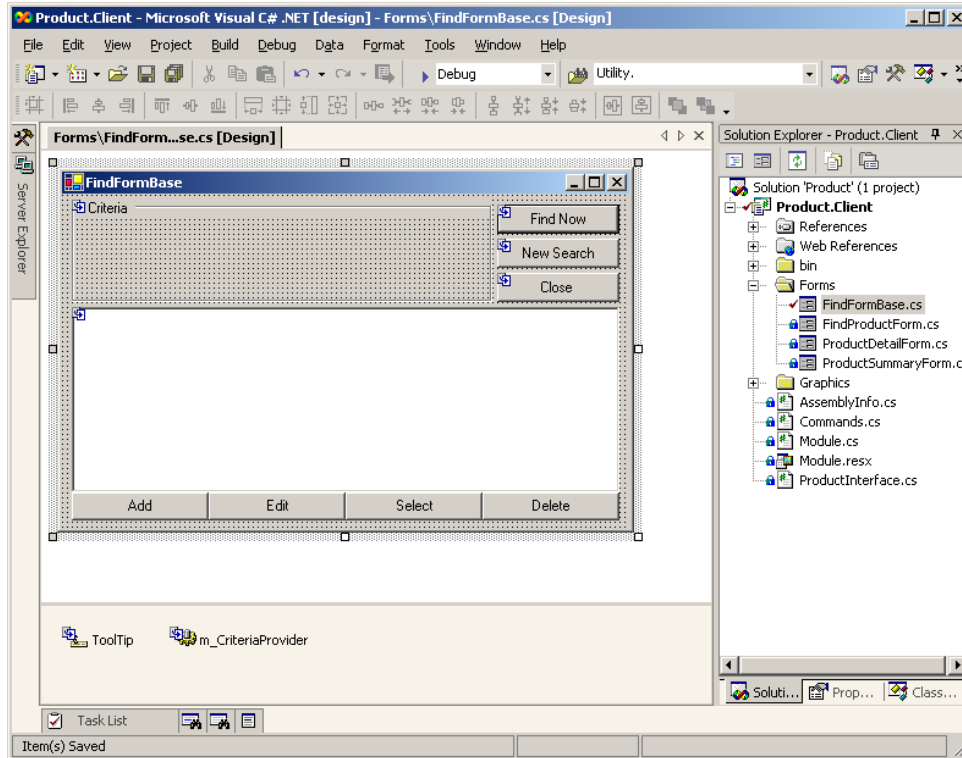 Product.Client - Microsoft Visual C# .NET [design] - Forms\FindFormBase.cs [Design]
File Edit View Project Build Debug Data Format Tools Window Help
Debug Utility.
Forms\FindForm...se.cs [Design]
Solution Explorer - Product.Client
Server Explorer
FindFormBase
Criteria
Find Now
New Search
Close
Add Edit Select Delete
Solution 'Product' (1 project)
Product.Client
References
Web References
bin
Forms
FindFormBase.cs
FindProductForm.cs
ProductDetailForm.cs
ProductSummaryForm.c
Graphics
AssemblyInfo.cs
Commands.cs
Module.cs
Module.resx
ProductInterface.cs
ToolTip m_CriteriaProvider
Soluti... Prop... Class...
Task List
Item(s) Saved